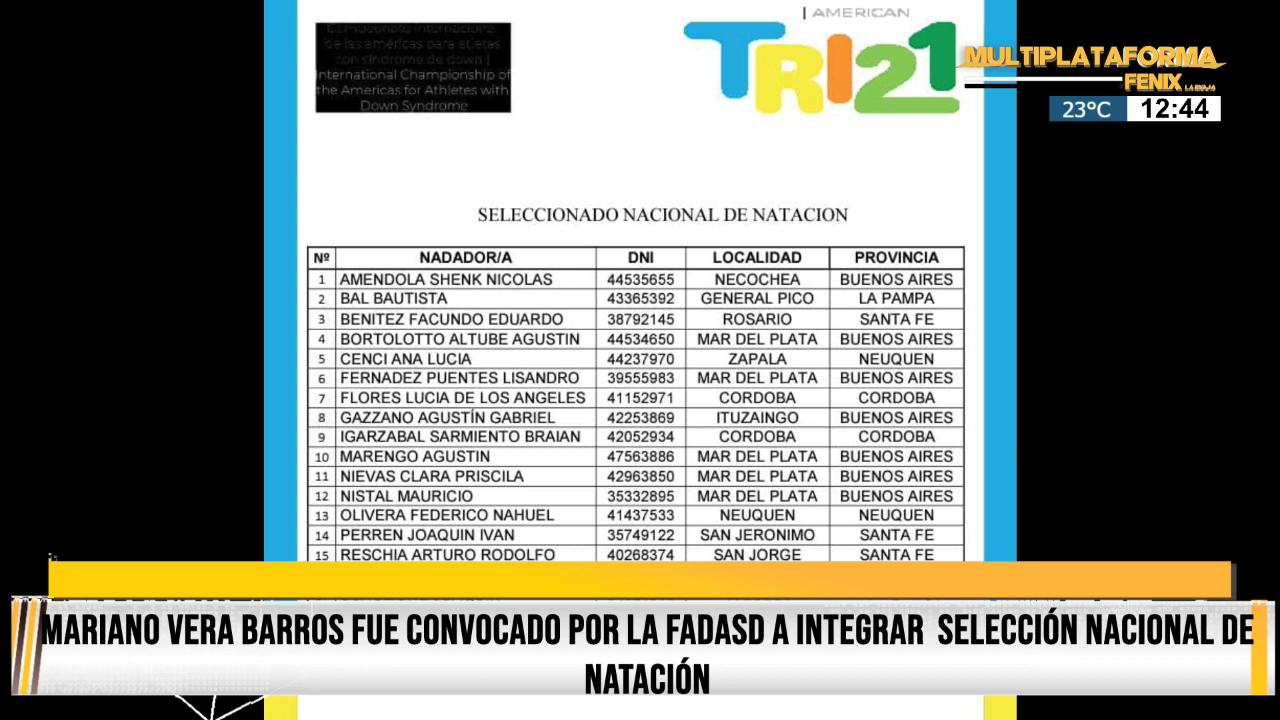 | AMERICAN
TRI21
Campeonato Internacional
de las américas para atletas
con síndrome de down |
International Championship of
the Americas for Athletes with
Down Syndrome
MULTIPLATAFORMA
FENIX LA RIOJA
23°C 12:44
SELECCIONADO NACIONAL DE NATACION
Nº NADADOR/A DNI LOCALIDAD PROVINCIA
1 AMENDOLA SHENK NICOLAS 44535655 NECOCHEA BUENOS AIRES
2 BAL BAUTISTA 43365392 GENERAL PICO LA PAMPA
3 BENITEZ FACUNDO EDUARDO 38792145 ROSARIO SANTA FE
4 BORTOLOTTO ALTUBE AGUSTIN 44534650 MAR DEL PLATA BUENOS AIRES
5 CENCI ANA LUCIA 44237970 ZAPALA NEUQUEN
6 FERNADEZ PUENTES LISANDRO 39555983 MAR DEL PLATA BUENOS AIRES
7 FLORES LUCIA DE LOS ANGELES 41152971 CORDOBA CORDOBA
8 GAZZANO AGUSTÍN GABRIEL 42253869 ITUZAINGO BUENOS AIRES
9 IGARZABAL SARMIENTO BRAIAN 42052934 CORDOBA CORDOBA
10 MARENGO AGUSTIN 47563886 MAR DEL PLATA BUENOS AIRES
11 NIEVAS CLARA PRISCILA 42963850 MAR DEL PLATA BUENOS AIRES
12 NISTAL MAURICIO 35332895 MAR DEL PLATA BUENOS AIRES
13 OLIVERA FEDERICO NAHUEL 41437533 NEUQUEN NEUQUEN
14 PERREN JOAQUIN IVAN 35749122 SAN JERONIMO SANTA FE
15 RESCHIA ARTURO RODOLFO 40268374 SAN JORGE SANTA FE
MARIANO VERA BARROS FUE CONVOCADO POR LA FADASD A INTEGRAR SELECCIÓN NACIONAL DE
NATACIÓN